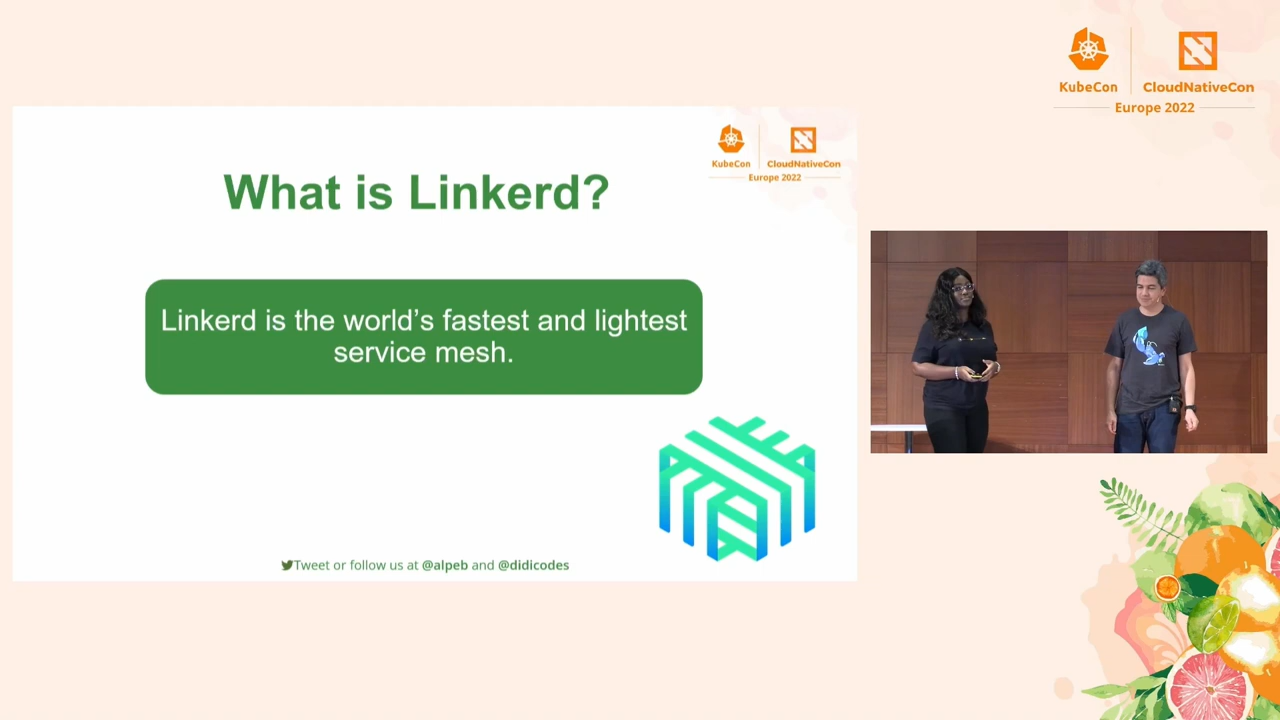 KubeCon
CloudNativeCon
Europe 2022
KubeCon
CloudNativeCon
Europe 2022
What is Linkerd?
Linkerd is the world’s fastest and lightest
service mesh.
Tweet or follow us at @alpeb and @didicodes